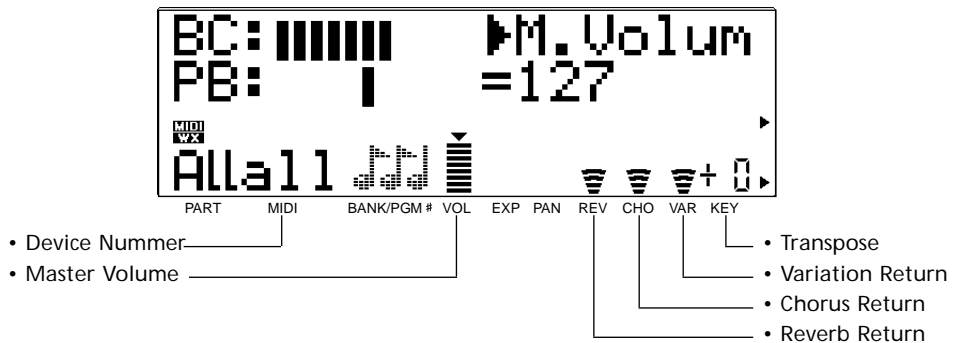 BC: ▶M.Volum
PB: =127
MIDI
WX
Allall + 0
PART MIDI BANK/PGM # VOL EXP PAN REV CHO VAR KEY
• Device Nummer • Transpose
• Master Volume • Variation Return
• Chorus Return
• Reverb Return